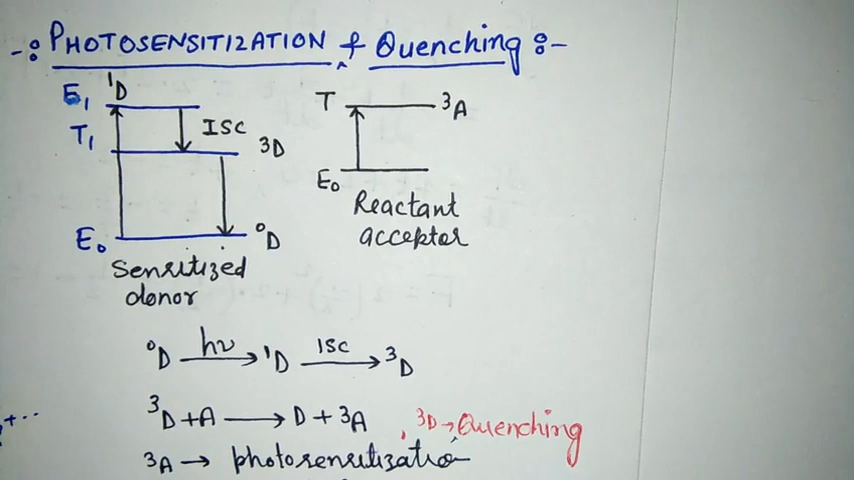 -: PHOTOSENSITIZATION & Quenching :-
E₁ ¹D
ISC
T₁ ³D
E₀ ⁰D
Sensitized
donor
T ³A
E₀
Reactant
acceptor
⁰D hν → ¹D ISC → ³D
³D + A → D + ³A , ³D → Quenching
³A → photosensitization
+..